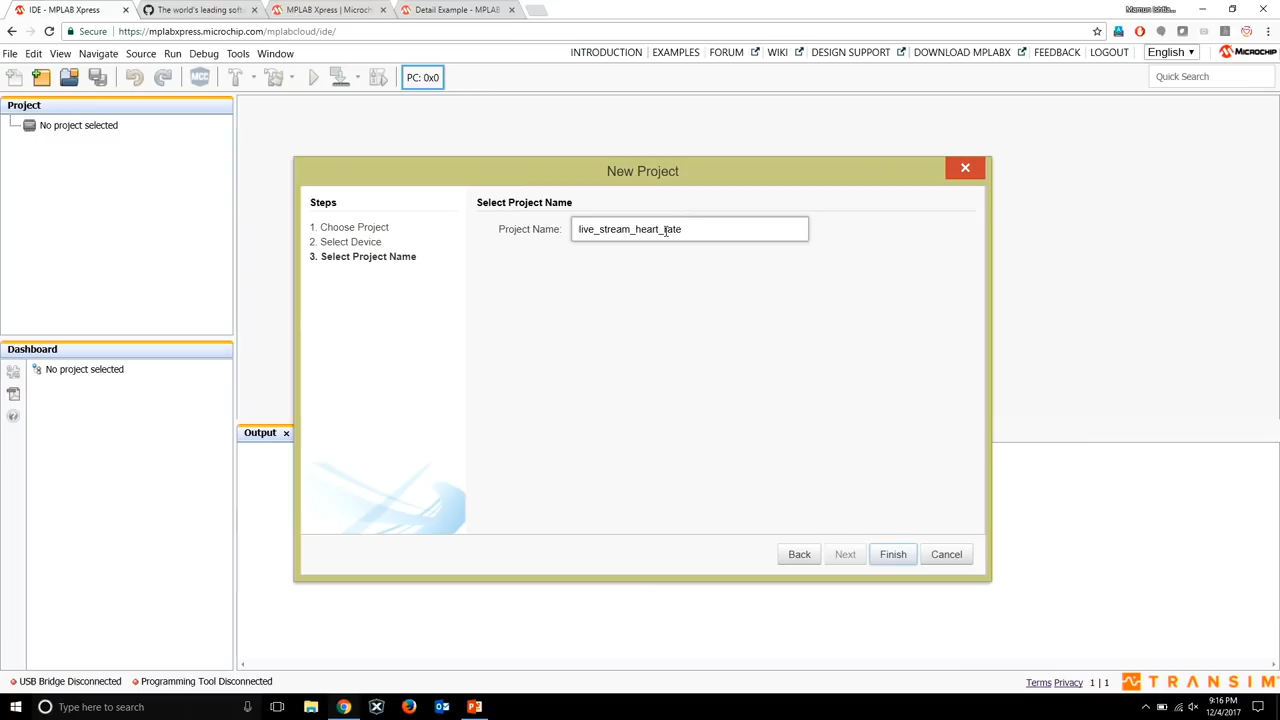 IDE - MPLAB Xpress
The world's leading soft
MPLAB Xpress | Microch
Detail Example - MPLAB
Secure
https://mplabxpress.microchip.com/mplabcloud/ide/
File Edit View Navigate Source Run Debug Tools Window
INTRODUCTION EXAMPLES FORUM WIKI DESIGN SUPPORT DOWNLOAD MPLABX FEEDBACK LOGOUT
English
MICROCHIP
MCC
PC: 0x0
Quick Search
Project
No project selected
New Project
Steps
1. Choose Project
2. Select Device
3. Select Project Name
Select Project Name
Project Name: live_stream_heart_rate
Back Next Finish Cancel
Dashboard
No project selected
Output
USB Bridge Disconnected
Programming Tool Disconnected
Terms Privacy 1 | 1
TRANSIM
Type here to search
9:16 PM
12/4/2017